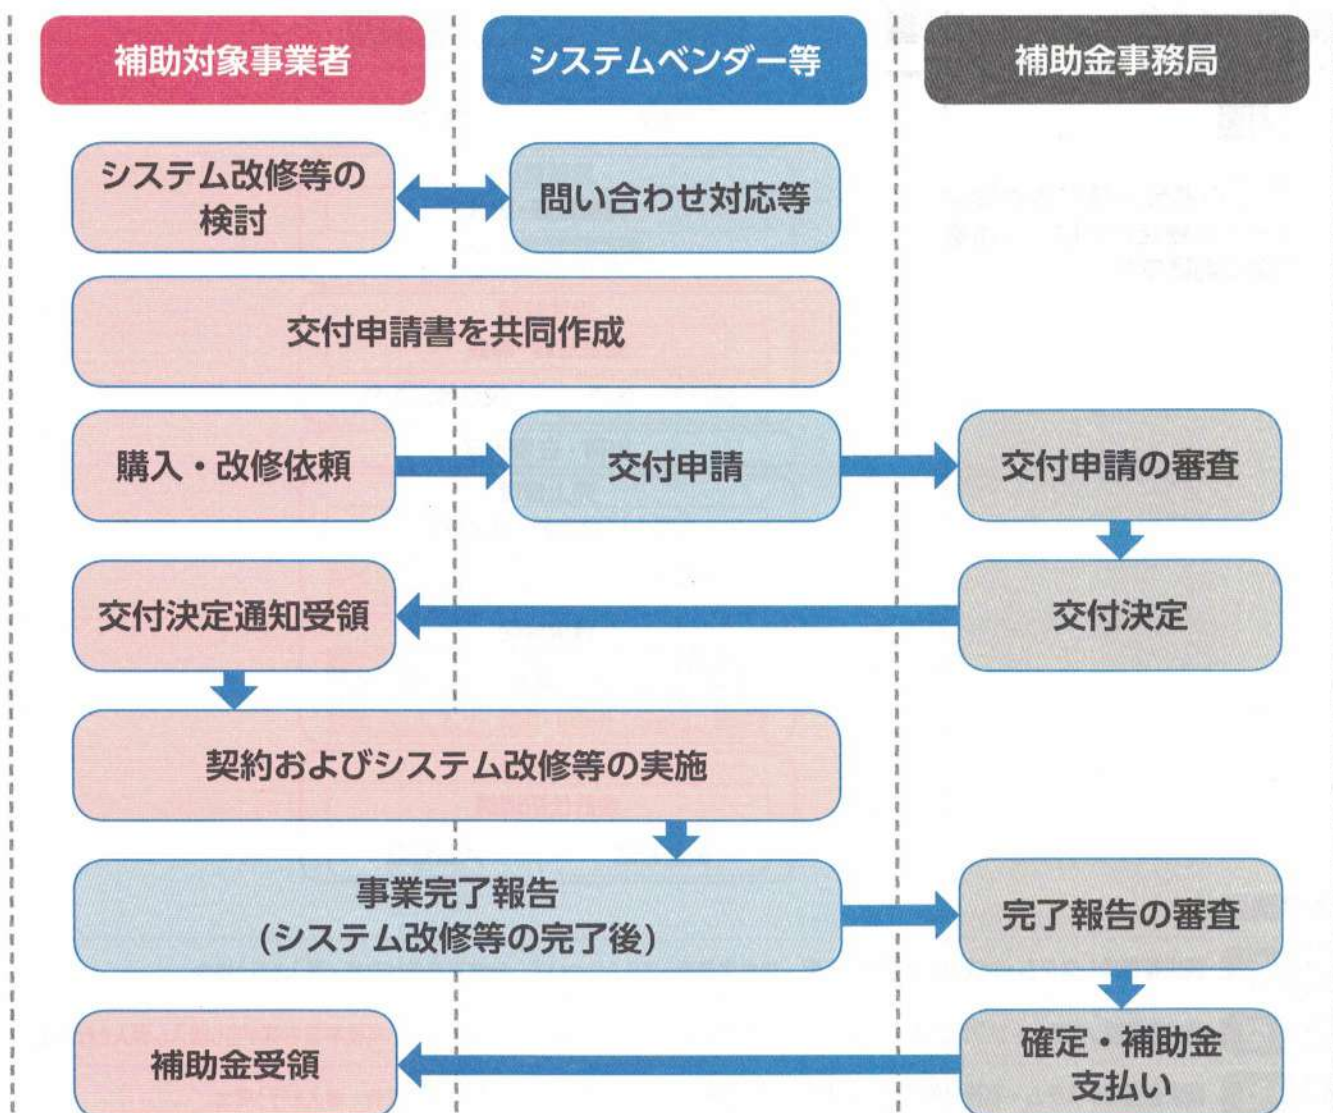 補助対象事業者
システムベンダー等
補助金事務局
システム改修等の
検討
問い合わせ対応等
交付申請書を共同作成
購入・改修依頼
交付申請
交付申請の審査
交付決定通知受領
交付決定
契約およびシステム改修等の実施
事業完了報告
(システム改修等の完了後)
完了報告の審査
補助金受領
確定・補助金
支払い